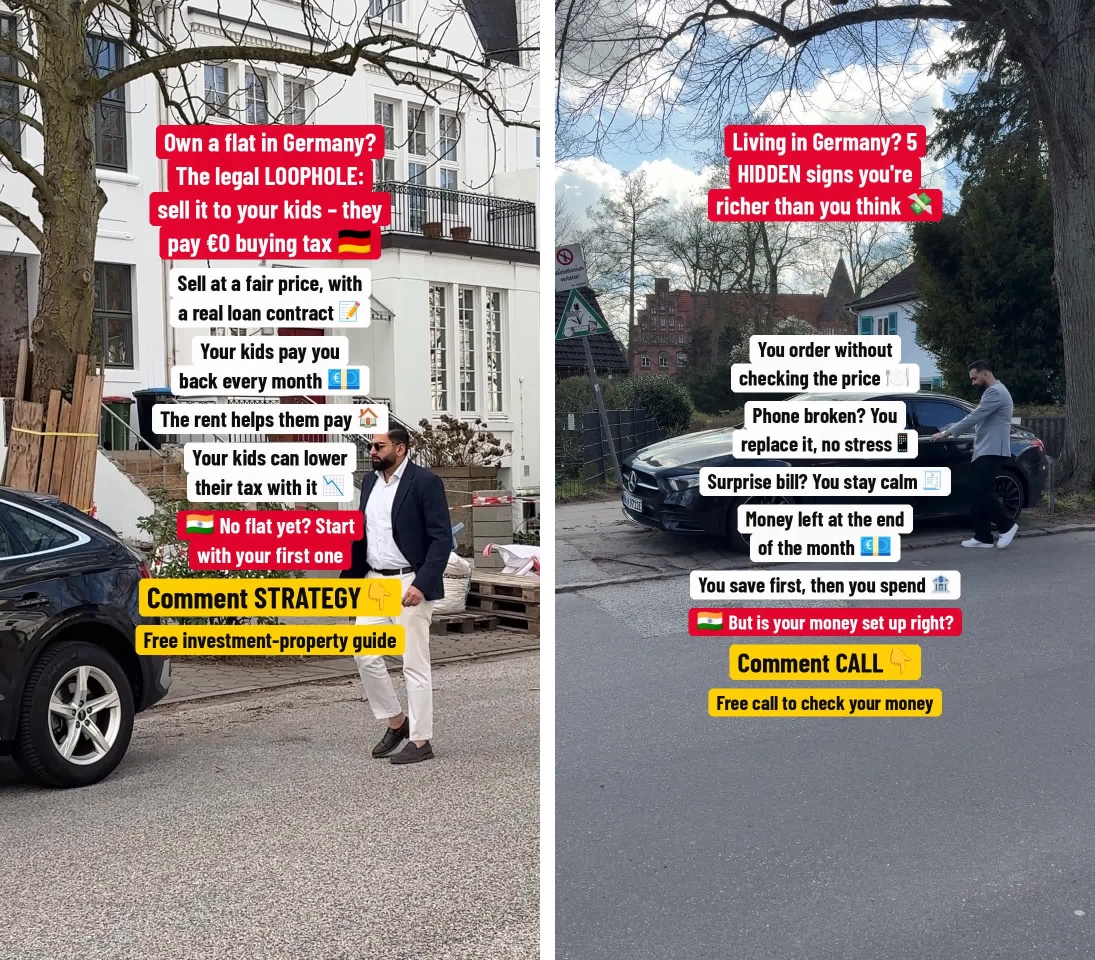 Own a flat in Germany?
The legal LOOPHOLE:
sell it to your kids – they
pay €0 buying tax 🇩🇪
Sell at a fair price, with
a real loan contract 📝
Your kids pay you
back every month 💶
The rent helps them pay 🏠
Your kids can lower
their tax with it 📉
🇮🇳 No flat yet? Start
with your first one
Comment STRATEGY 👇
Free investment-property guide
Living in Germany? 5
HIDDEN signs you're
richer than you think 💸
You order without
checking the price 🍽️
Phone broken? You
replace it, no stress📱
Surprise bill? You stay calm 🧾
Money left at the end
of the month 💶
You save first, then you spend 🏦
🇮🇳 But is your money set up right?
Comment CALL 👇
Free call to check your money